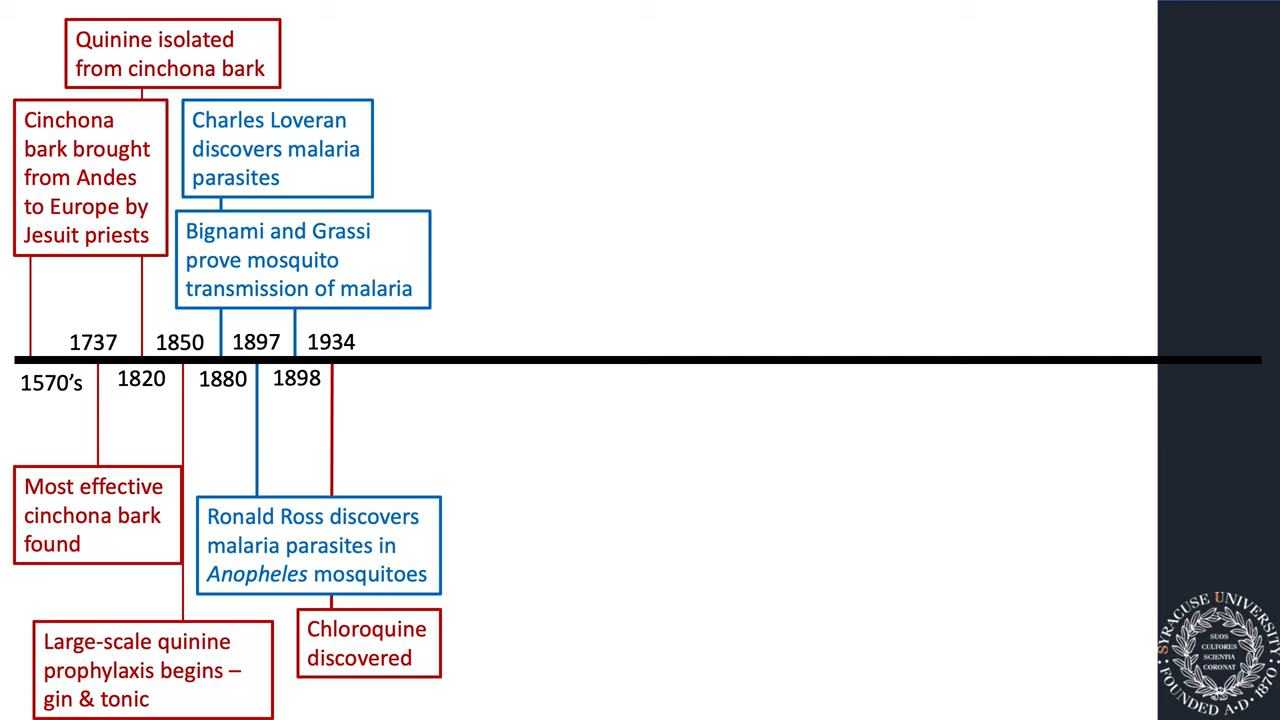 Quinine isolated
from cinchona bark
Cinchona
bark brought
from Andes
to Europe by
Jesuit priests
Charles Loveran
discovers malaria
parasites
Bignami and Grassi
prove mosquito
transmission of malaria
1737
1850
1897
1934
1570’s
1820
1880
1898
Most effective
cinchona bark
found
Ronald Ross discovers
malaria parasites in
Anopheles mosquitoes
Large-scale quinine
prophylaxis begins –
gin & tonic
Chloroquine
discovered
SYRACUSE UNIVERSITY
SUOS
CULTORES
SCIENTIA
CORONAT
FOUNDED A·D·1870